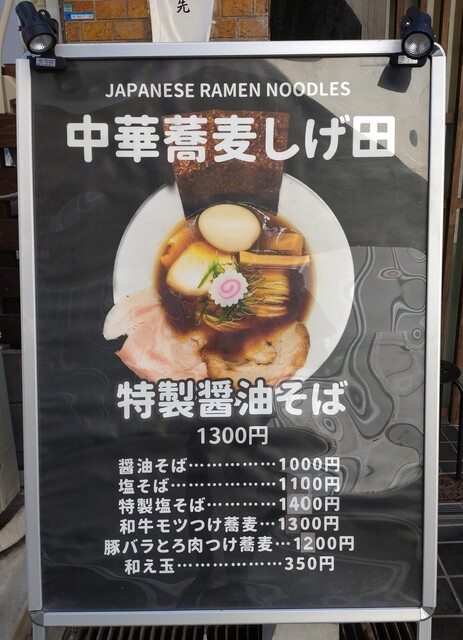 先
JAPANESE RAMEN NOODLES
中華蕎麦しげ田
特製醤油そば
1300円
醤油そば……………1000円
塩そば………………1100円
特製塩そば…………1400円
和牛モツつけ蕎麦…1300円
豚バラとろ肉つけ蕎麦…1200円
和え玉………………350円